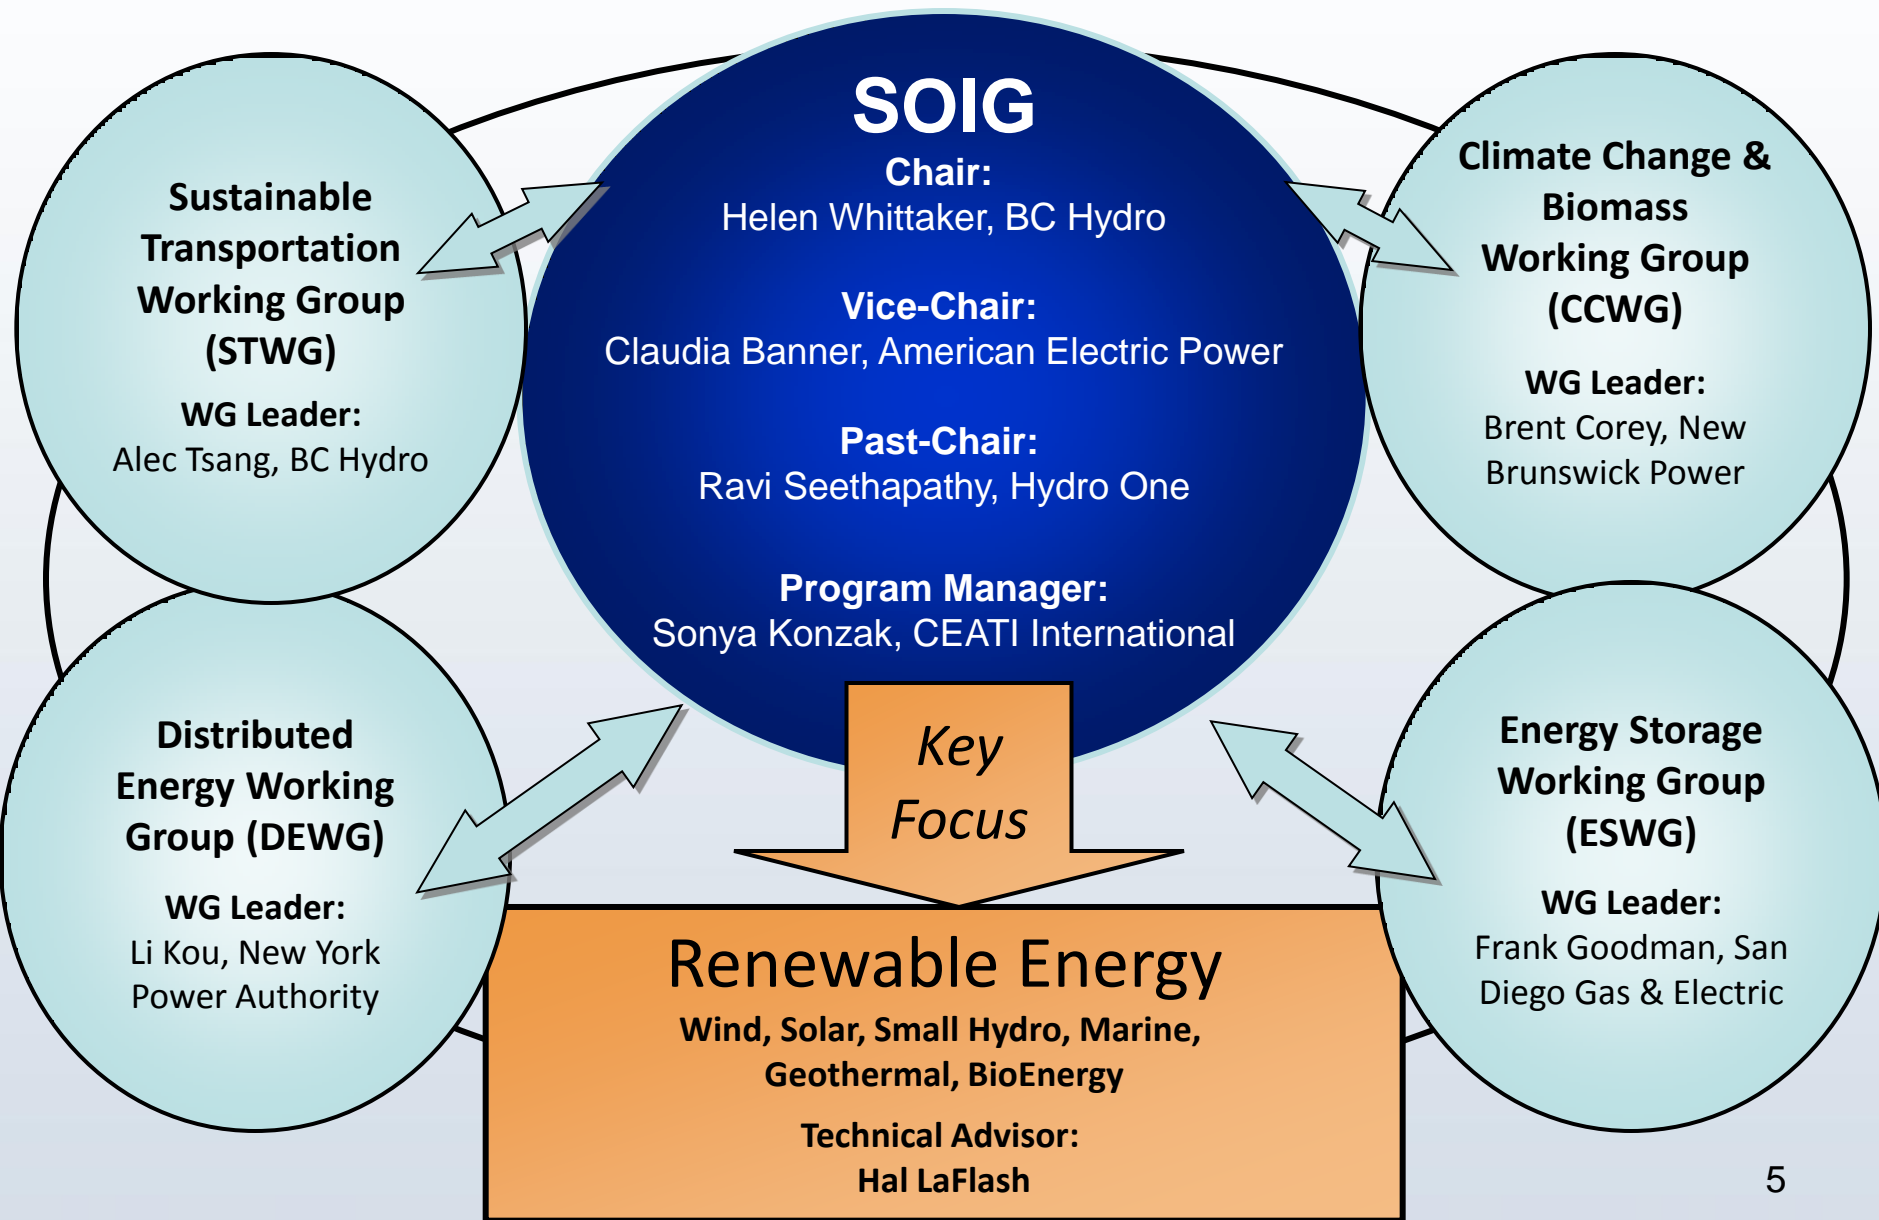 SOIG
Chair:
Helen Whittaker, BC Hydro
Vice-Chair:
Claudia Banner, American Electric Power
Past-Chair:
Ravi Seethapathy, Hydro One
Program Manager:
Sonya Konzak, CEATI International
Sustainable
Transportation
Working Group
(STWG)
WG Leader:
Alec Tsang, BC Hydro
Climate Change &
Biomass
Working Group
(CCWG)
WG Leader:
Brent Corey, New
Brunswick Power
Distributed
Energy Working
Group (DEWG)
WG Leader:
Li Kou, New York
Power Authority
Key
Focus
Energy Storage
Working Group
(ESWG)
WG Leader:
Frank Goodman, San
Diego Gas & Electric
Renewable Energy
Wind, Solar, Small Hydro, Marine,
Geothermal, BioEnergy
Technical Advisor:
Hal LaFlash
5